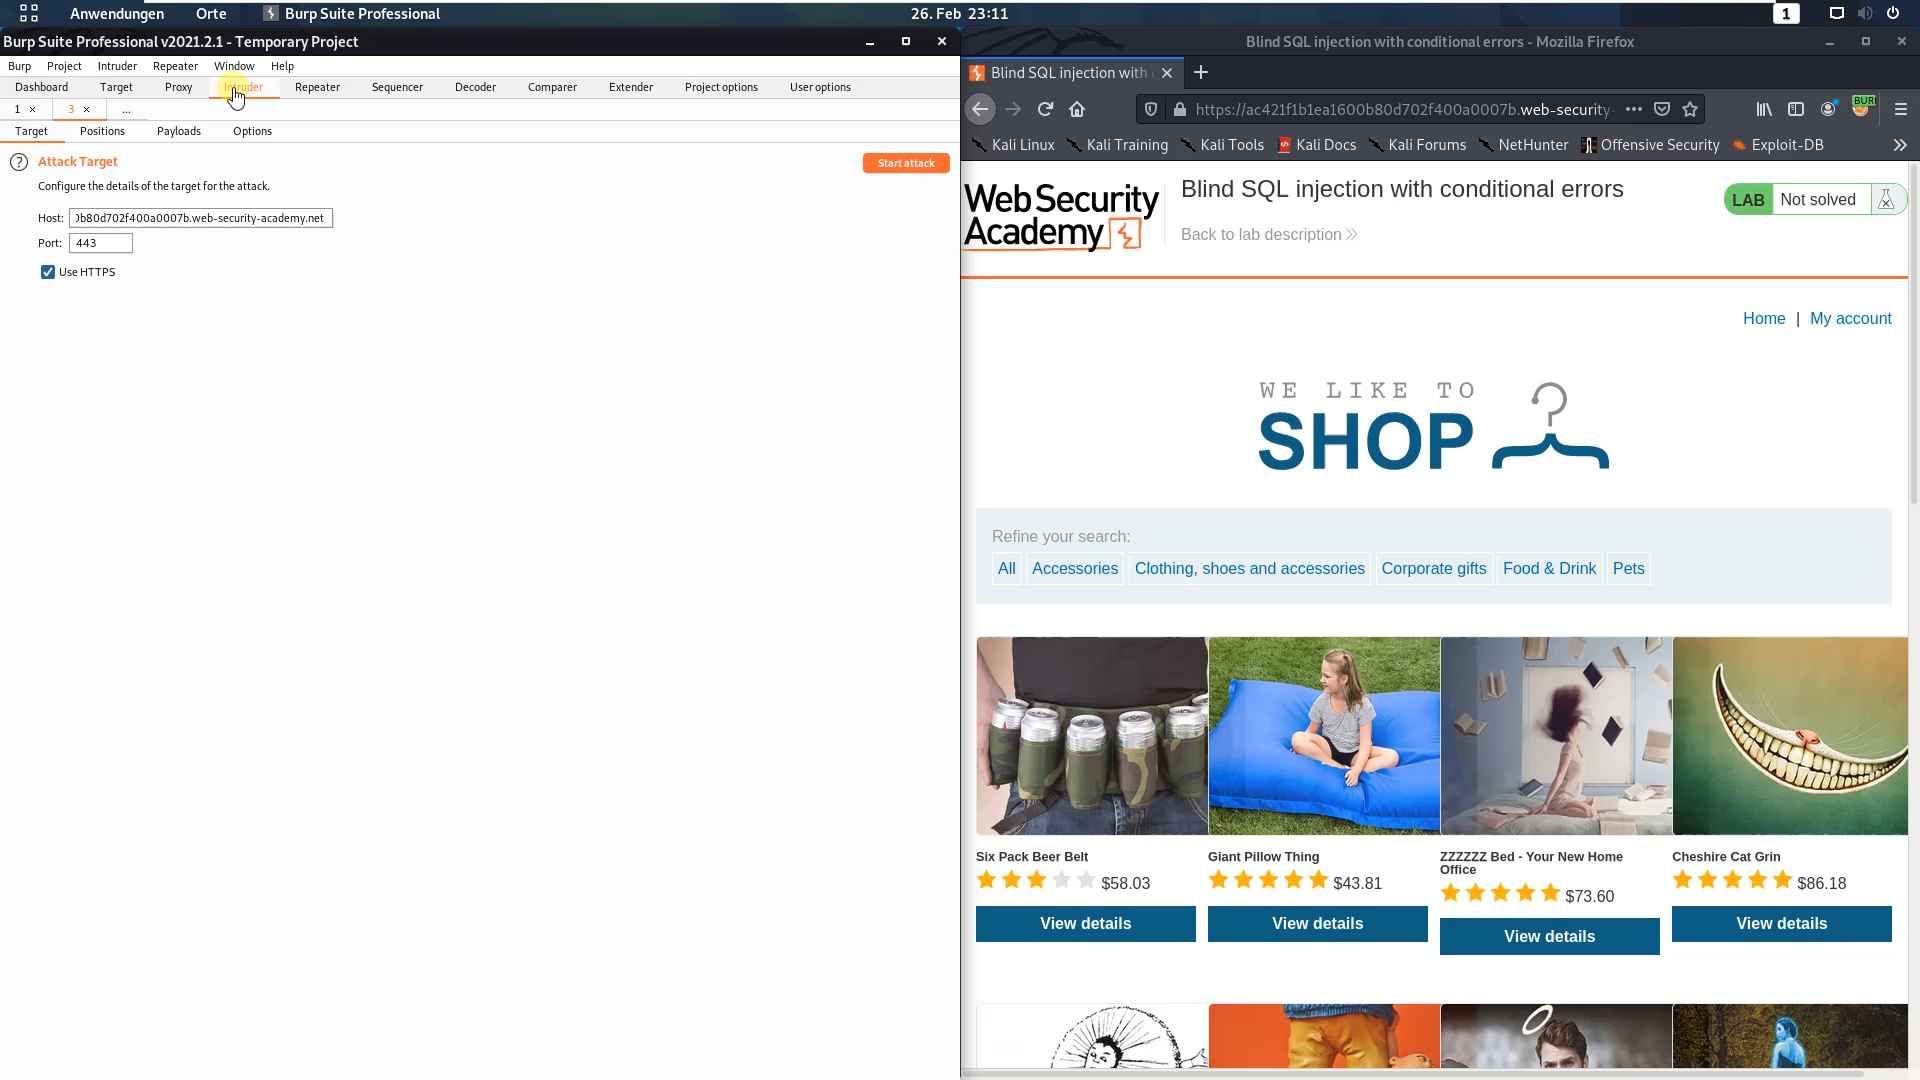 Anwendungen Orte Burp Suite Professional 26. Feb 23:11 1
Burp Suite Professional v2021.2.1 - Temporary Project
Burp Project Intruder Repeater Window Help
Dashboard Target Proxy Intruder Repeater Sequencer Decoder Comparer Extender Project options User options
1 × 3 × ...
Target Positions Payloads Options
? Attack Target Start attack
Configure the details of the target for the attack.
Host: 0b80d702f400a0007b.web-security-academy.net
Port: 443
Use HTTPS
Blind SQL injection with conditional errors - Mozilla Firefox
Blind SQL injection with
https://ac421f1b1ea1600b80d702f400a0007b.web-security- BUR
Kali Linux Kali Training Kali Tools Kali Docs Kali Forums NetHunter Offensive Security Exploit-DB
Web Security
Academy
Blind SQL injection with conditional errors
Back to lab description
LAB Not solved
Home | My account
WE LIKE TO
SHOP
Refine your search:
All Accessories Clothing, shoes and accessories Corporate gifts Food & Drink Pets
Six Pack Beer Belt
$58.03
View details
Giant Pillow Thing
$43.81
View details
ZZZZZZ Bed - Your New Home
Office
$73.60
View details
Cheshire Cat Grin
$86.18
View details